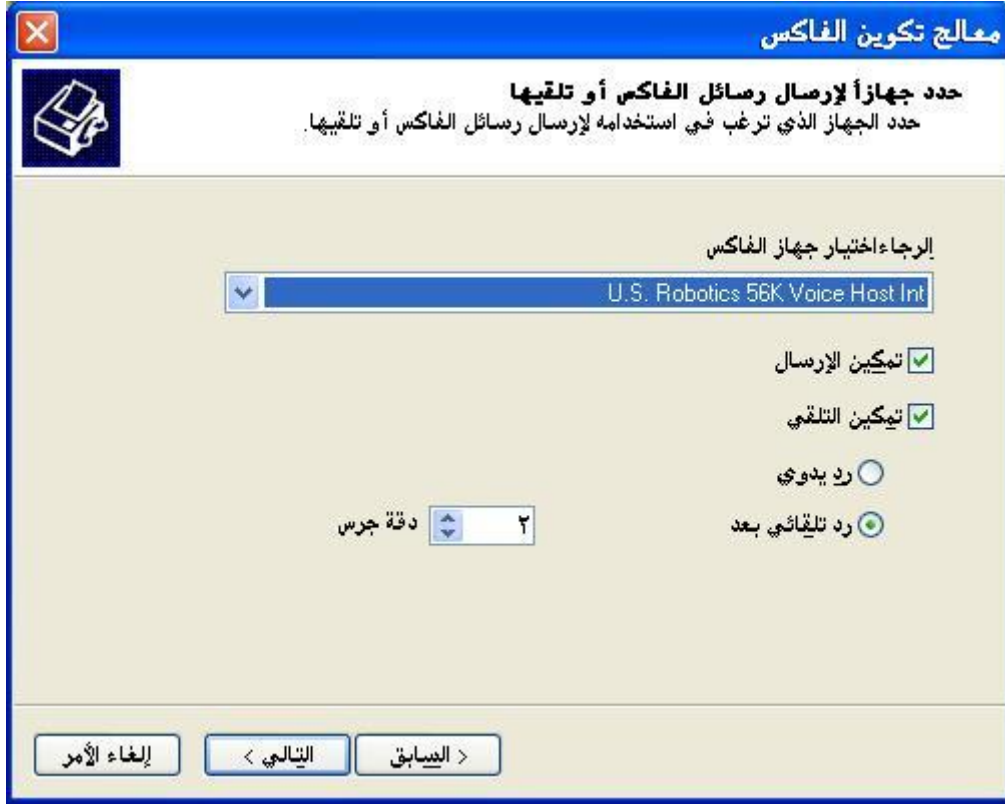 معالج تكوين الفاكس
حدد جهازاً لإرسال رسائل الفاكس أو تلقيها
حدد الجهاز الذي ترغب في استخدامه لإرسال رسائل الفاكس أو تلقيها.
الرجاءاختيار جهاز الفاكس
U.S. Robotics 56K Voice Host Int
تمكين الإرسال
تمكين التلقي
رد يدوي
رد تلقائي بعد ٢ دقة جرس
< السابق التالي > إلغاء الأمر